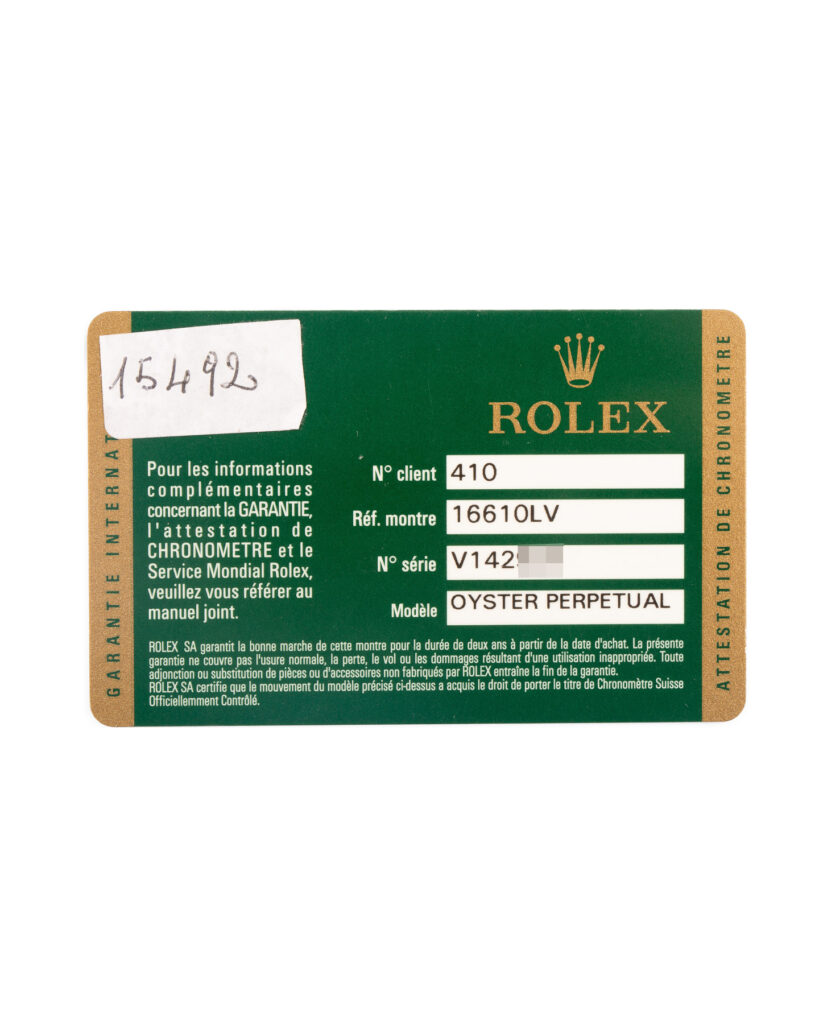 15492
ROLEX
Pour les informations
complémentaires
concernant la GARANTIE,
l'attestation de
CHRONOMETRE et le
Service Mondial Rolex,
veuillez vous référer au
manuel joint.
N° client 410
Réf. montre 16610LV
N° série V142
Modèle OYSTER PERPETUAL
ROLEX SA garantit la bonne marche de cette montre pour la durée de deux ans à partir de la date d'achat. La présente
garantie ne couvre pas l'usure normale, la perte, le vol ou les dommages résultant d'une utilisation inappropriée. Toute
adjonction ou substitution de pièces ou d'accessoires non fabriqués par ROLEX entraîne la fin de la garantie.
ROLEX SA certifie que le mouvement du modèle précisé ci-dessus a acquis le droit de porter le titre de Chronomètre Suisse
Officiellement Contrôlé.
GARANTIE INTERNAT
ATTESTATION DE CHRONOMETRE